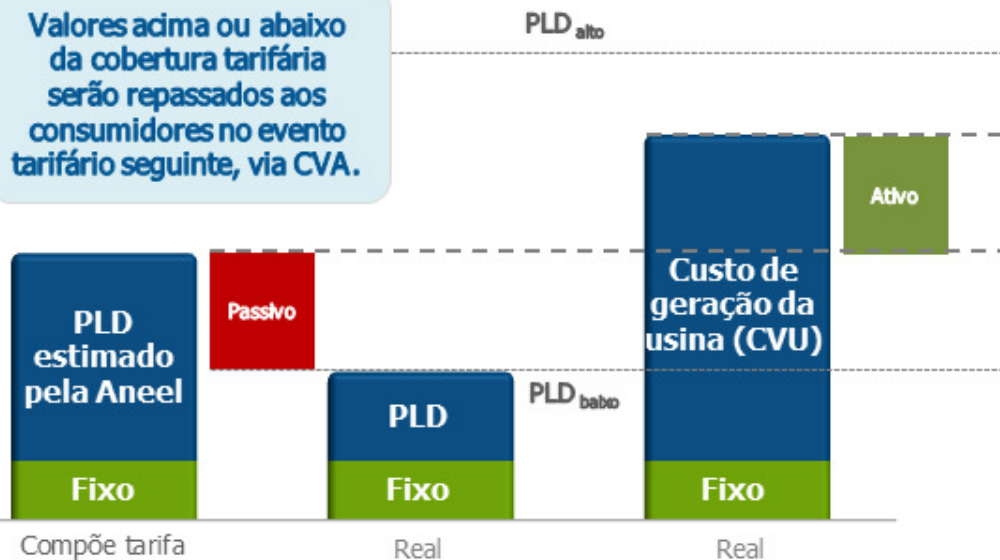 Valores acima ou abaixo
da cobertura tarifária
serão repassados aos
consumidores no evento
tarifário seguinte, via CVA.
PLD alto
Ativo
PLD
estimado
pela Aneel
Passivo
Custo de
geração da
usina (CVU)
PLD
PLD baixo
Fixo
Fixo
Fixo
Compõe tarifa
Real
Real